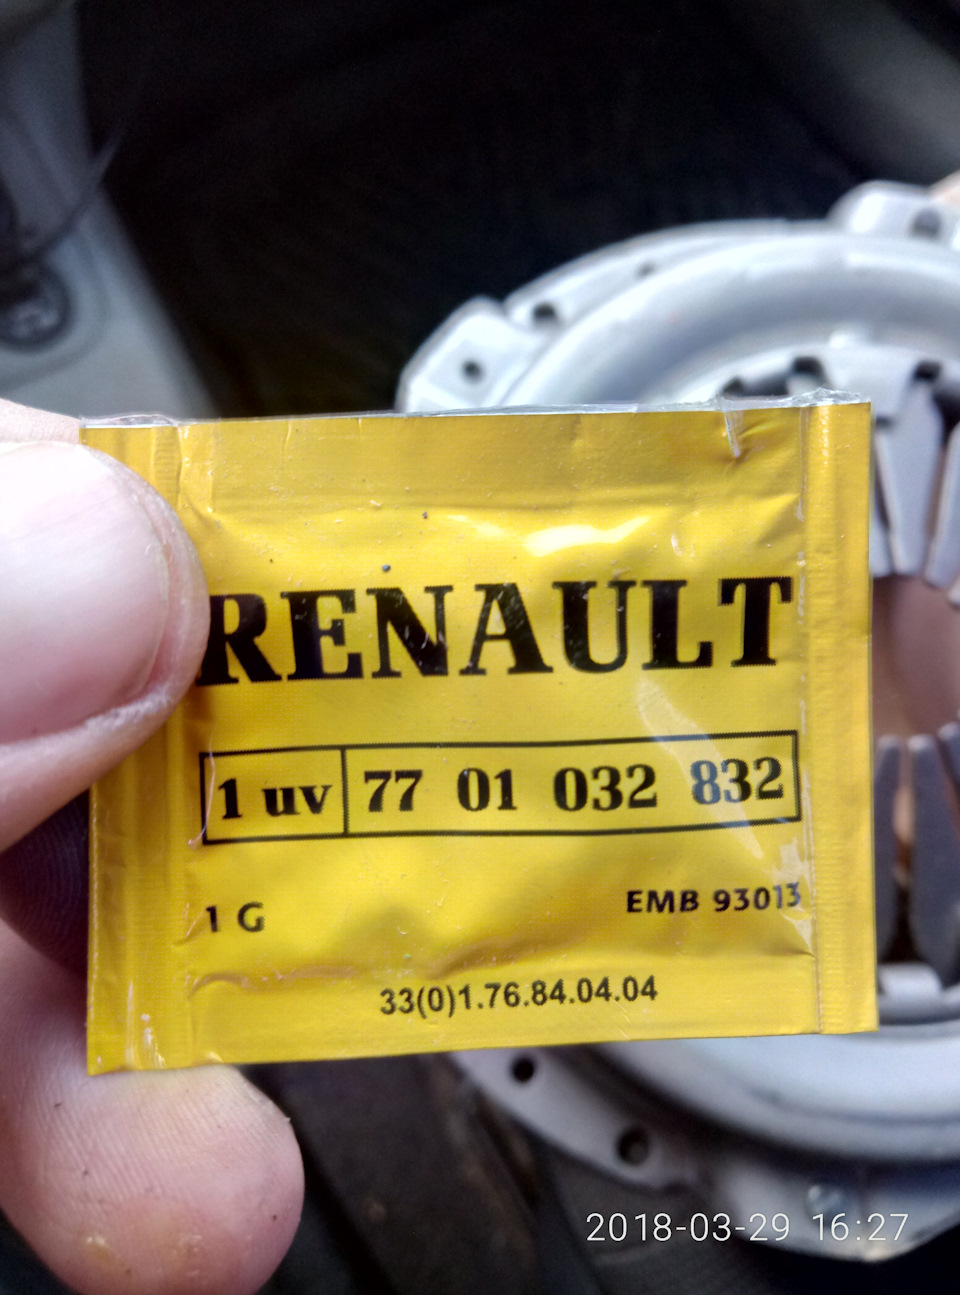 RENAULT
1 uv 77 01 032 832
1 G EMB 93013
33(0)1.76.84.04.04
2018-03-29 16:27